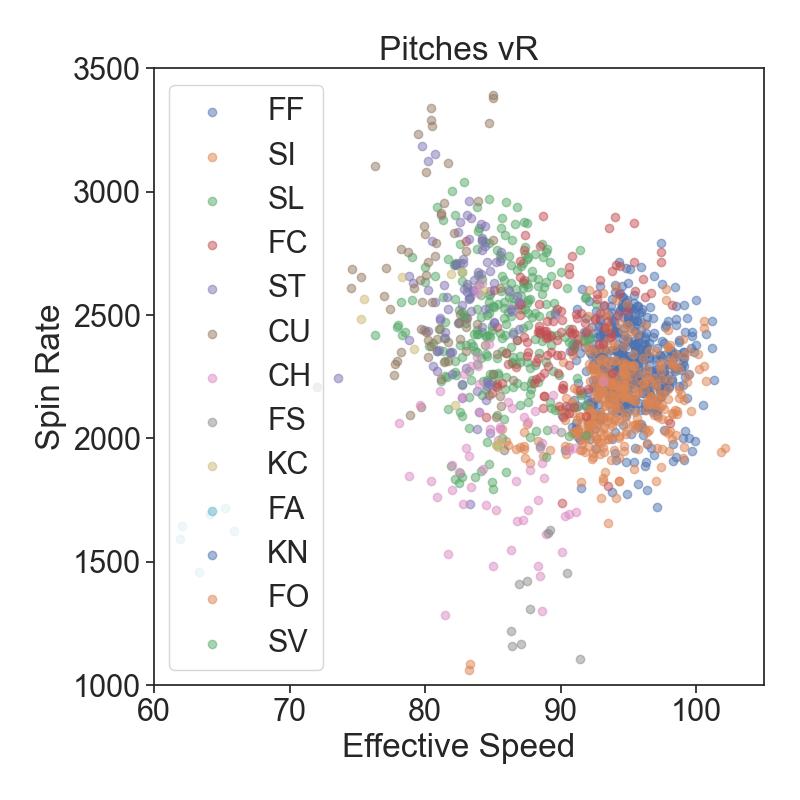 Pitches vR
3500
3000
2500
2000
1500
1000
Spin Rate
FF
SI
SL
FC
ST
CU
CH
FS
KC
FA
KN
FO
SV
60 70 80 90 100
Effective Speed